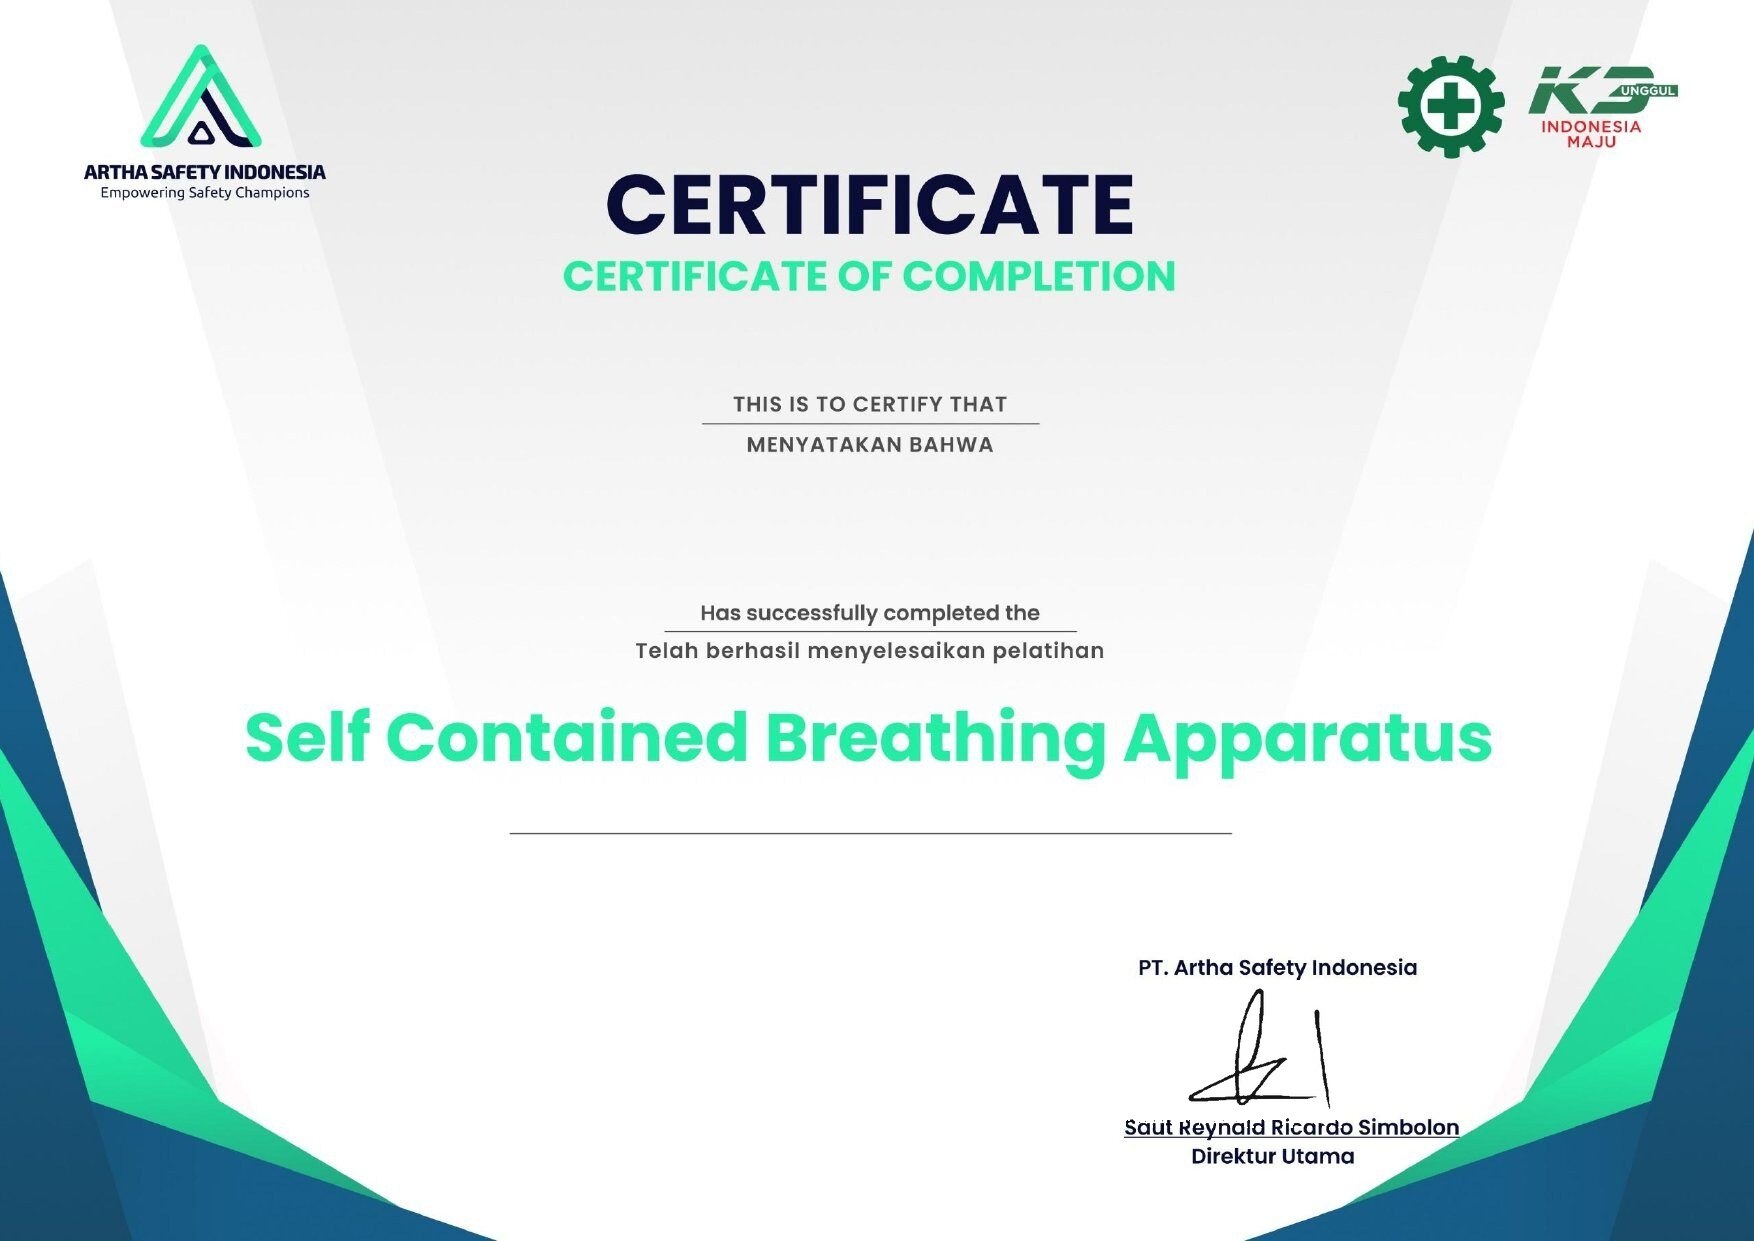 ARTHA SAFETY INDONESIA
Empowering Safety Champions
K3 UNGGUL
INDONESIA
MAJU
CERTIFICATE
CERTIFICATE OF COMPLETION
THIS IS TO CERTIFY THAT
MENYATAKAN BAHWA
Has successfully completed the
Telah berhasil menyelesaikan pelatihan
Self Contained Breathing Apparatus
PT. Artha Safety Indonesia
Saut Reynald Ricardo Simbolon
Direktur Utama